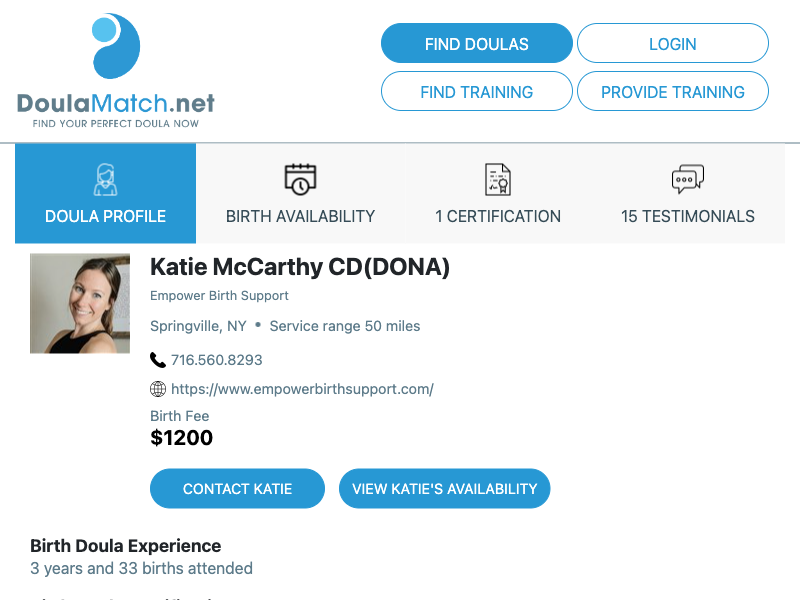 DoulaMatch.net
FIND YOUR PERFECT DOULA NOW
FIND DOULAS
LOGIN
FIND TRAINING
PROVIDE TRAINING
DOULA PROFILE
BIRTH AVAILABILITY
1 CERTIFICATION
15 TESTIMONIALS
Katie McCarthy CD(DONA)
Empower Birth Support
Springville, NY • Service range 50 miles
716.560.8293
https://www.empowerbirthsupport.com/
Birth Fee
$1200
CONTACT KATIE
VIEW KATIE'S AVAILABILITY
Birth Doula Experience
3 years and 33 births attended